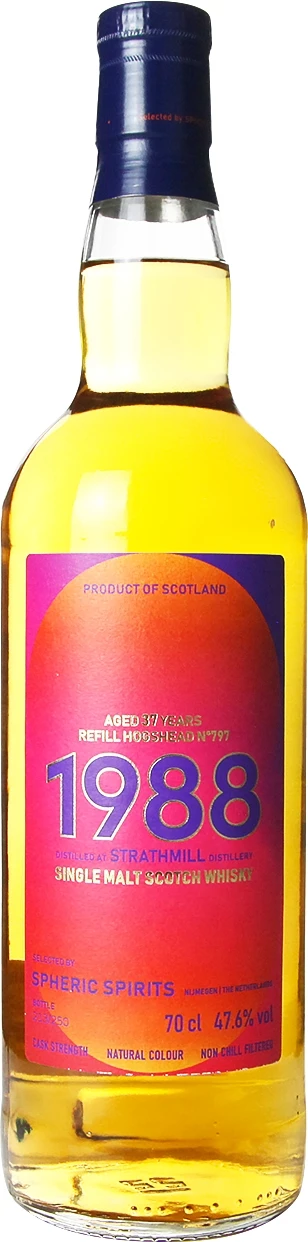 Selected by
PRODUCT OF SCOTLAND
AGED 37 YEARS
REFILL HOGSHEAD N°797
1988
DISTILLED AT STRATHMILL DISTILLERY
SINGLE MALT SCOTCH WHISKY
SELECTED BY
SPHERIC SPIRITS NIJMEGEN | THE NETHERLANDS
BOTTLE
70 cl 47.6% vol
CASK STRENGTH NATURAL COLOUR NON CHILL FILTERED